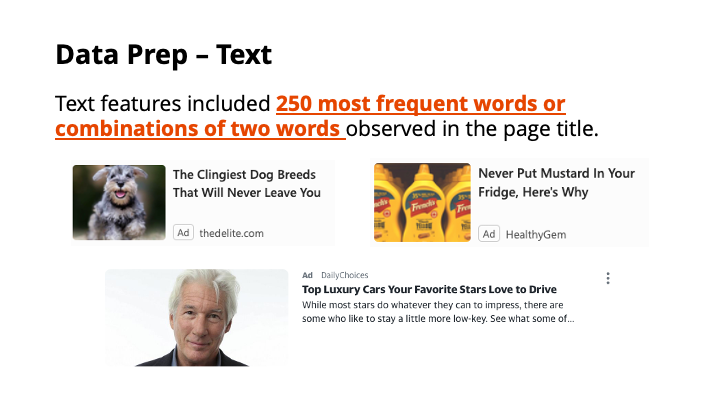 Data Prep – Text
Text features included 250 most frequent words or
combinations of two words observed in the page title.
The Clingiest Dog Breeds
That Will Never Leave You
Ad thedelite.com
Never Put Mustard In Your
Fridge, Here's Why
Ad HealthyGem
French's
French's
Ad DailyChoices
Top Luxury Cars Your Favorite Stars Love to Drive
While most stars do whatever they can to impress, there are
some who like to stay a little more low-key. See what some of...